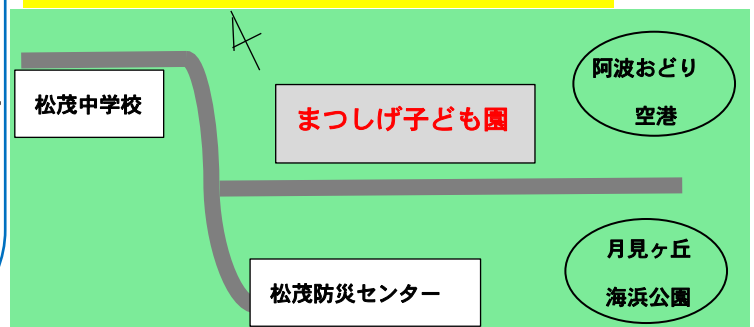 松茂中学校
まつしげ子ども園
阿波おどり
空港
松茂防災センター
月見ヶ丘
海浜公園